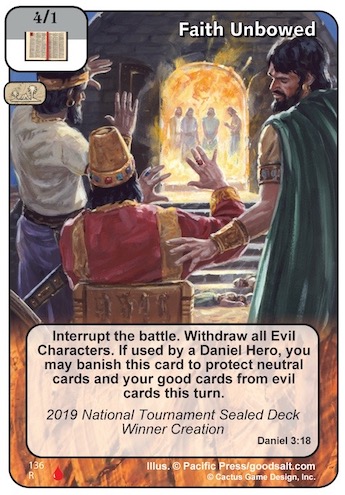 4/1
Faith Unbowed
Interrupt the battle. Withdraw all Evil
Characters. If used by a Daniel Hero, you
may banish this card to protect neutral
cards and your good cards from evil
cards this turn.
2019 National Tournament Sealed Deck
Winner Creation
Daniel 3:18
136
R
Illus. © Pacific Press/goodsalt.com
© Cactus Game Design, Inc.